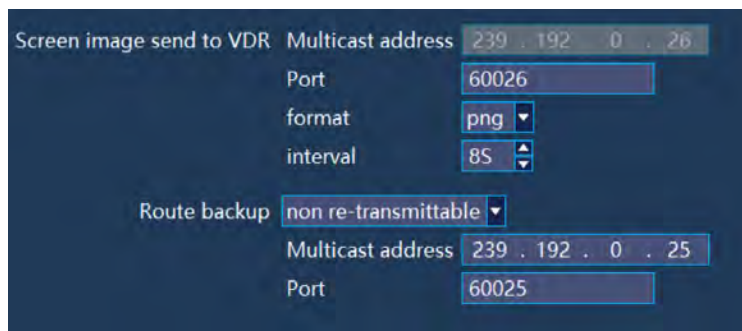 Screen image send to VDR Multicast address 239 . 192 . 0 . 26
Port 60026
format png
interval 8S
Route backup non re-transmittable
Multicast address 239 . 192 . 0 . 25
Port 60025